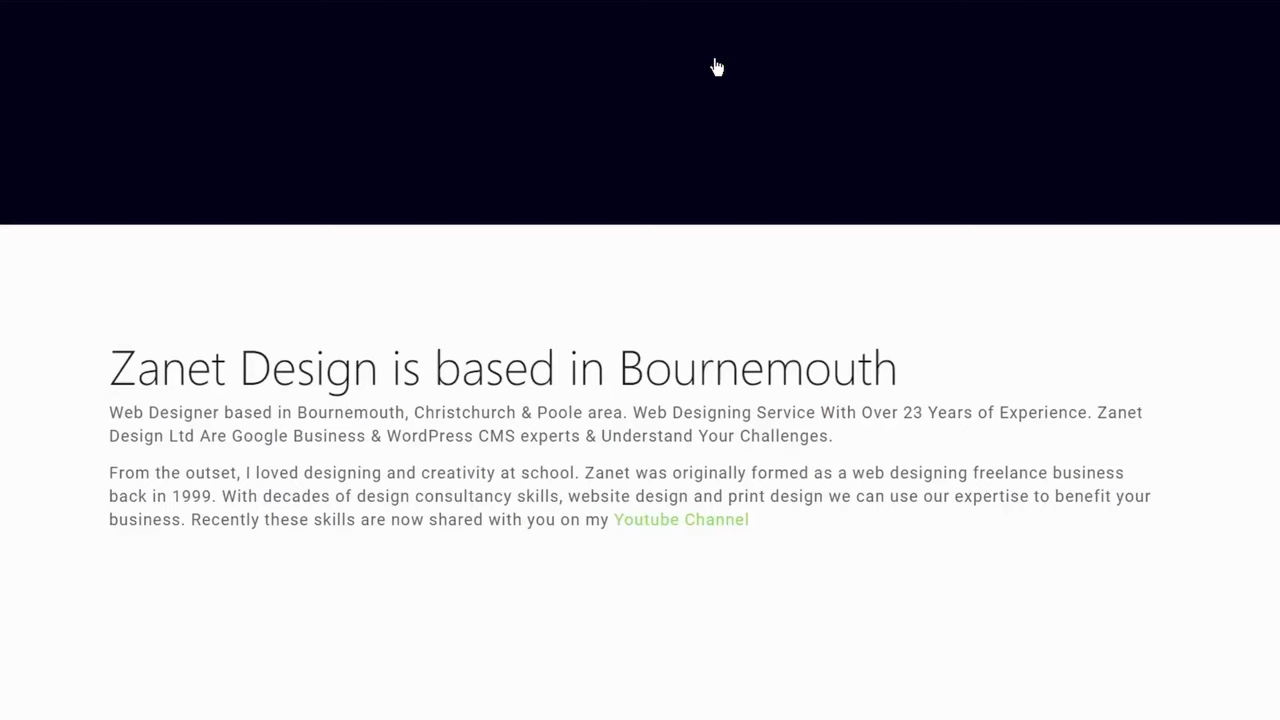 Zanet Design is based in Bournemouth
Web Designer based in Bournemouth, Christchurch & Poole area. Web Designing Service With Over 23 Years of Experience. Zanet
Design Ltd Are Google Business & WordPress CMS experts & Understand Your Challenges.
From the outset, I loved designing and creativity at school. Zanet was originally formed as a web designing freelance business
back in 1999. With decades of design consultancy skills, website design and print design we can use our expertise to benefit your
business. Recently these skills are now shared with you on my Youtube Channel